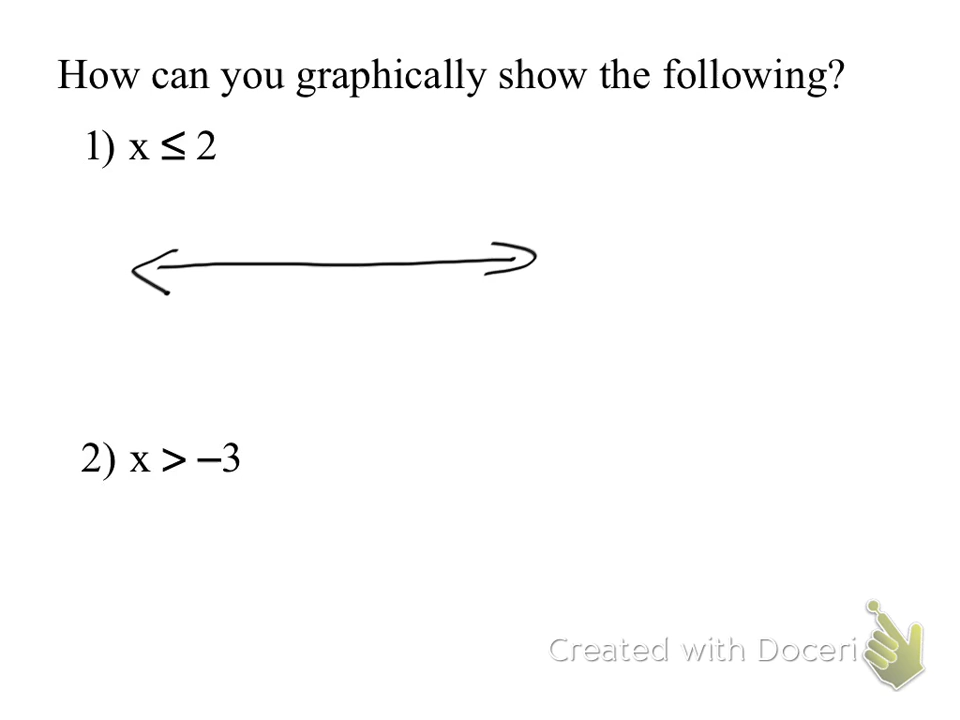 How can you graphically show the following?
1) x ≤ 2
2) x > −3
Created with Doceri